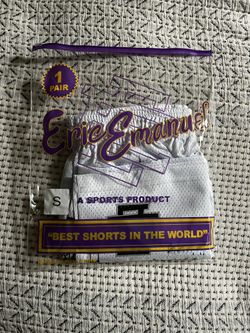 1
PAIR
Eric Emanuel
S
A SPORTS PRODUCT
"BEST SHORTS IN THE WORLD"